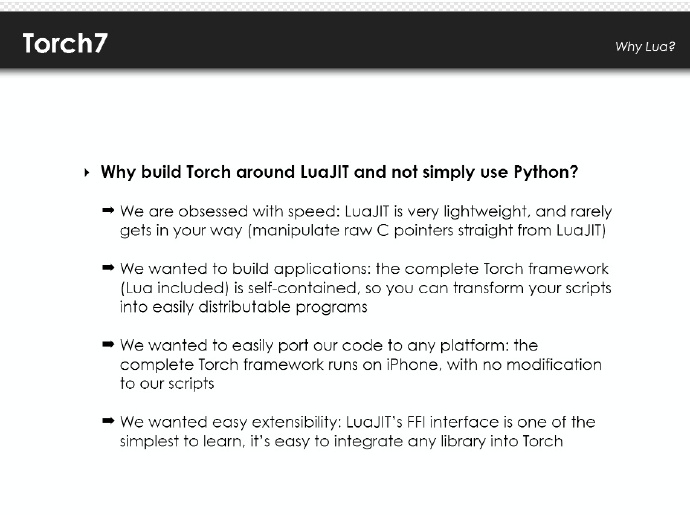 Torch7
Why Lua?
Why build Torch around LuaJIT and not simply use Python?
We are obsessed with speed: LuaJIT is very lightweight, and rarely
gets in your way (manipulate raw C pointers straight from LuaJIT)
We wanted to build applications: the complete Torch framework
(Lua included) is self-contained, so you can transform your scripts
into easily distributable programs
We wanted to easily port our code to any platform: the
complete Torch framework runs on iPhone, with no modification
to our scripts
We wanted easy extensibility: LuaJIT's FFI interface is one of the
simplest to learn, it's easy to integrate any library into Torch